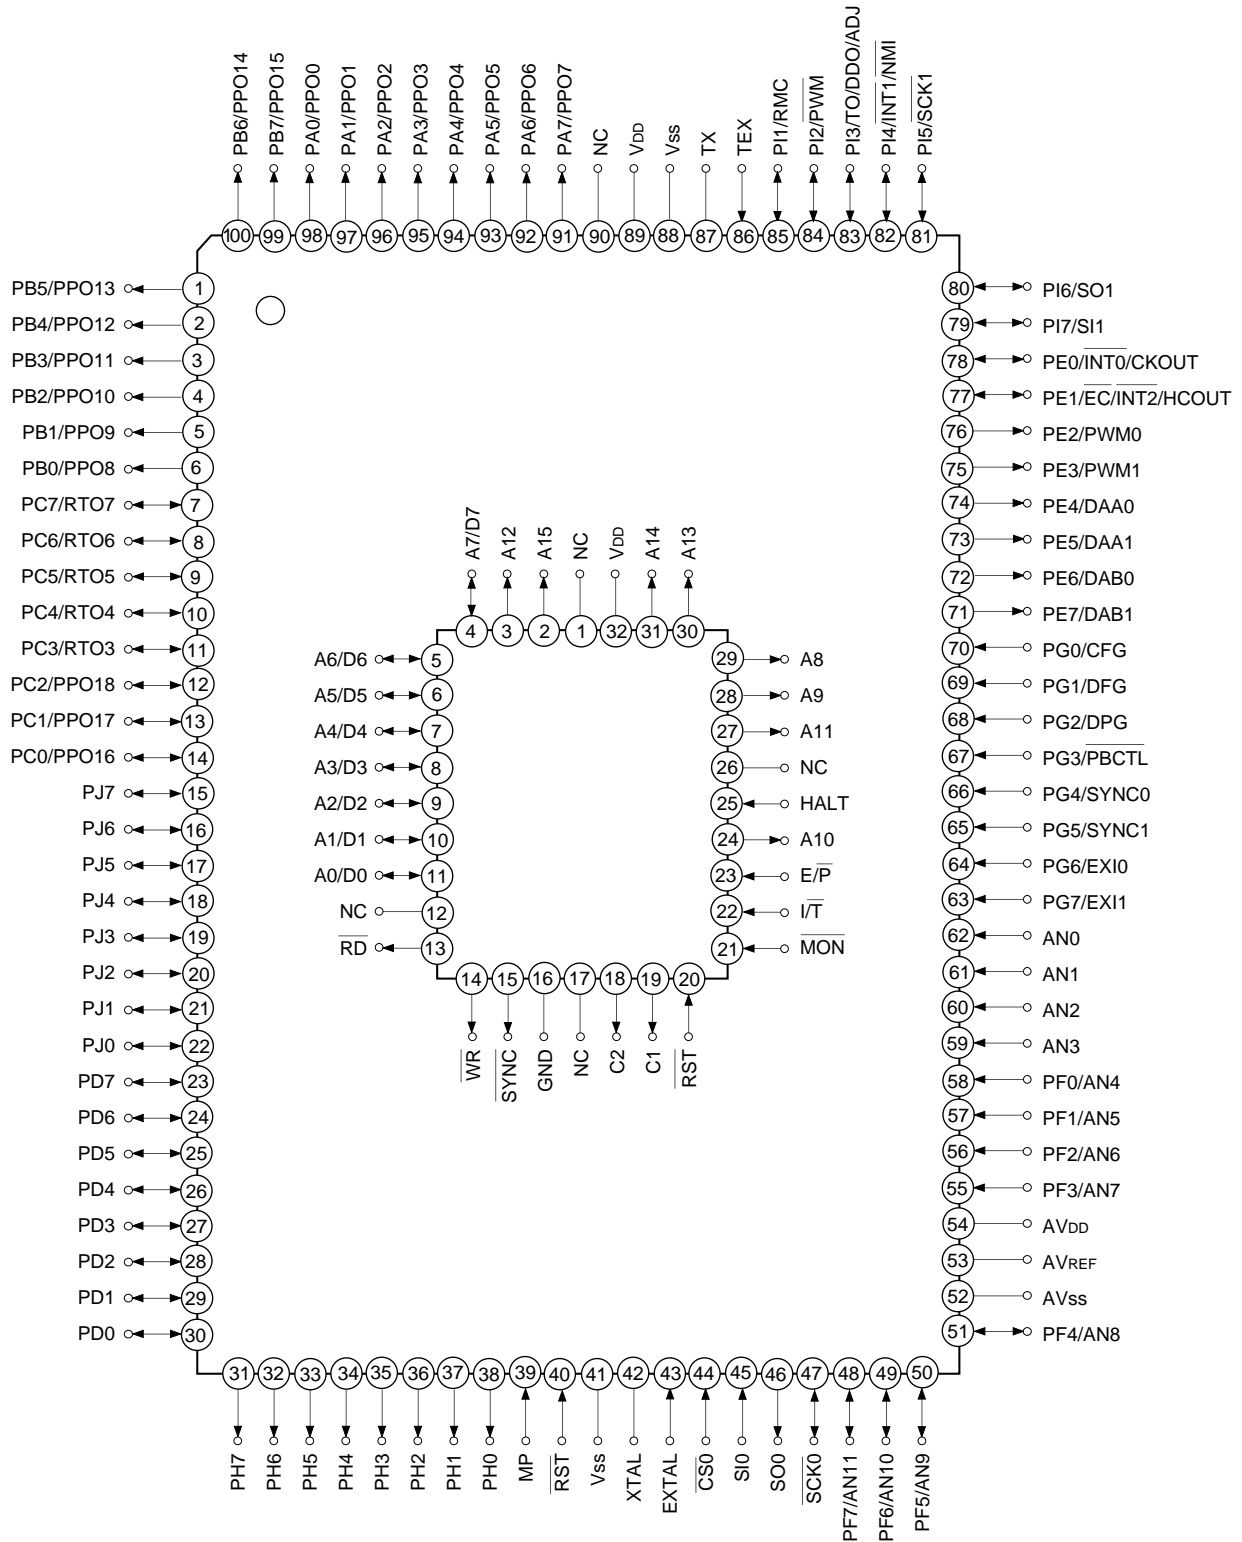 PB6/PPO14
PB7/PPO15
PA0/PPO0
PA1/PPO1
PA2/PPO2
PA3/PPO3
PA4/PPO4
PA5/PPO5
PA6/PPO6
PA7/PPO7
NC
VDD
Vss
TX
TEX
PI1/RMC
PI2/P̅W̅M̅
PI3/TO/DDO/ADJ
PI4/I̅N̅T̅1̅/N̅M̅I̅
PI5/S̅C̅K̅1̅
100 99 98 97 96 95 94 93 92 91 90 89 88 87 86 85 84 83 82 81
PB5/PPO13 1
PB4/PPO12 2
PB3/PPO11 3
PB2/PPO10 4
PB1/PPO9 5
PB0/PPO8 6
PC7/RTO7 7
PC6/RTO6 8
PC5/RTO5 9
PC4/RTO4 10
PC3/RTO3 11
PC2/PPO18 12
PC1/PPO17 13
PC0/PPO16 14
PJ7 15
PJ6 16
PJ5 17
PJ4 18
PJ3 19
PJ2 20
PJ1 21
PJ0 22
PD7 23
PD6 24
PD5 25
PD4 26
PD3 27
PD2 28
PD1 29
PD0 30
A7/D7
A12
A15
NC
VDD
A14
A13
4 3 2 1 32 31 30
A6/D6 5
A5/D5 6
A4/D4 7
A3/D3 8
A2/D2 9
A1/D1 10
A0/D0 11
NC 12
R̅D̅ 13
29 A8
28 A9
27 A11
26 NC
25 HALT
24 A10
23 E/P̅
22 I/T̅
21 M̅O̅N̅
14 15 16 17 18 19 20
W̅R̅
S̅Y̅N̅C̅
GND
NC
C2
C1
R̅S̅T̅
80 PI6/SO1
79 PI7/SI1
78 PE0/I̅N̅T̅0̅/CKOUT
77 PE1/E̅C̅/I̅N̅T̅2̅/HCOUT
76 PE2/PWM0
75 PE3/PWM1
74 PE4/DAA0
73 PE5/DAA1
72 PE6/DAB0
71 PE7/DAB1
70 PG0/CFG
69 PG1/DFG
68 PG2/DPG
67 PG3/P̅B̅C̅T̅L̅
66 PG4/SYNC0
65 PG5/SYNC1
64 PG6/EXI0
63 PG7/EXI1
62 AN0
61 AN1
60 AN2
59 AN3
58 PF0/AN4
57 PF1/AN5
56 PF2/AN6
55 PF3/AN7
54 AVDD
53 AVREF
52 AVss
51 PF4/AN8
31 32 33 34 35 36 37 38 39 40 41 42 43 44 45 46 47 48 49 50
PH7
PH6
PH5
PH4
PH3
PH2
PH1
PH0
MP
R̅S̅T̅
Vss
XTAL
EXTAL
C̅S̅0̅
SI0
SO0
S̅C̅K̅0̅
PF7/AN11
PF6/AN10
PF5/AN9